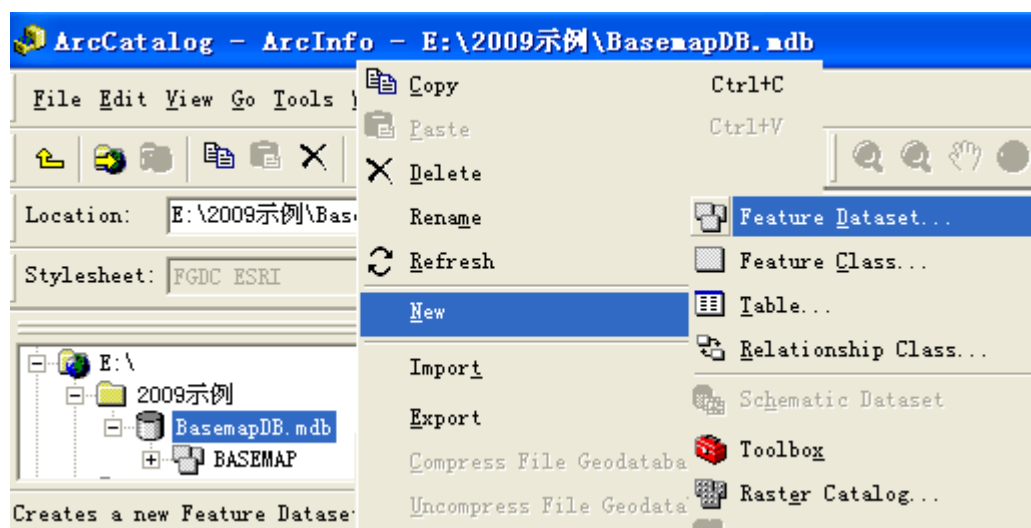 ArcCatalog - ArcInfo - E:\2009示例\BasemapDB.mdb
File Edit View Go Tools
Location: E:\2009示例\Bas
Stylesheet: FGDC ESRI
E:\
2009示例
BasemapDB.mdb
BASEMAP
Creates a new Feature Datase
Copy Ctrl+C
Paste Ctrl+V
Delete
Rename
Refresh
New
Import
Export
Compress File Geodataba
Uncompress File Geodata
Feature Dataset...
Feature Class...
Table...
Relationship Class...
Schematic Dataset
Toolbox
Raster Catalog...